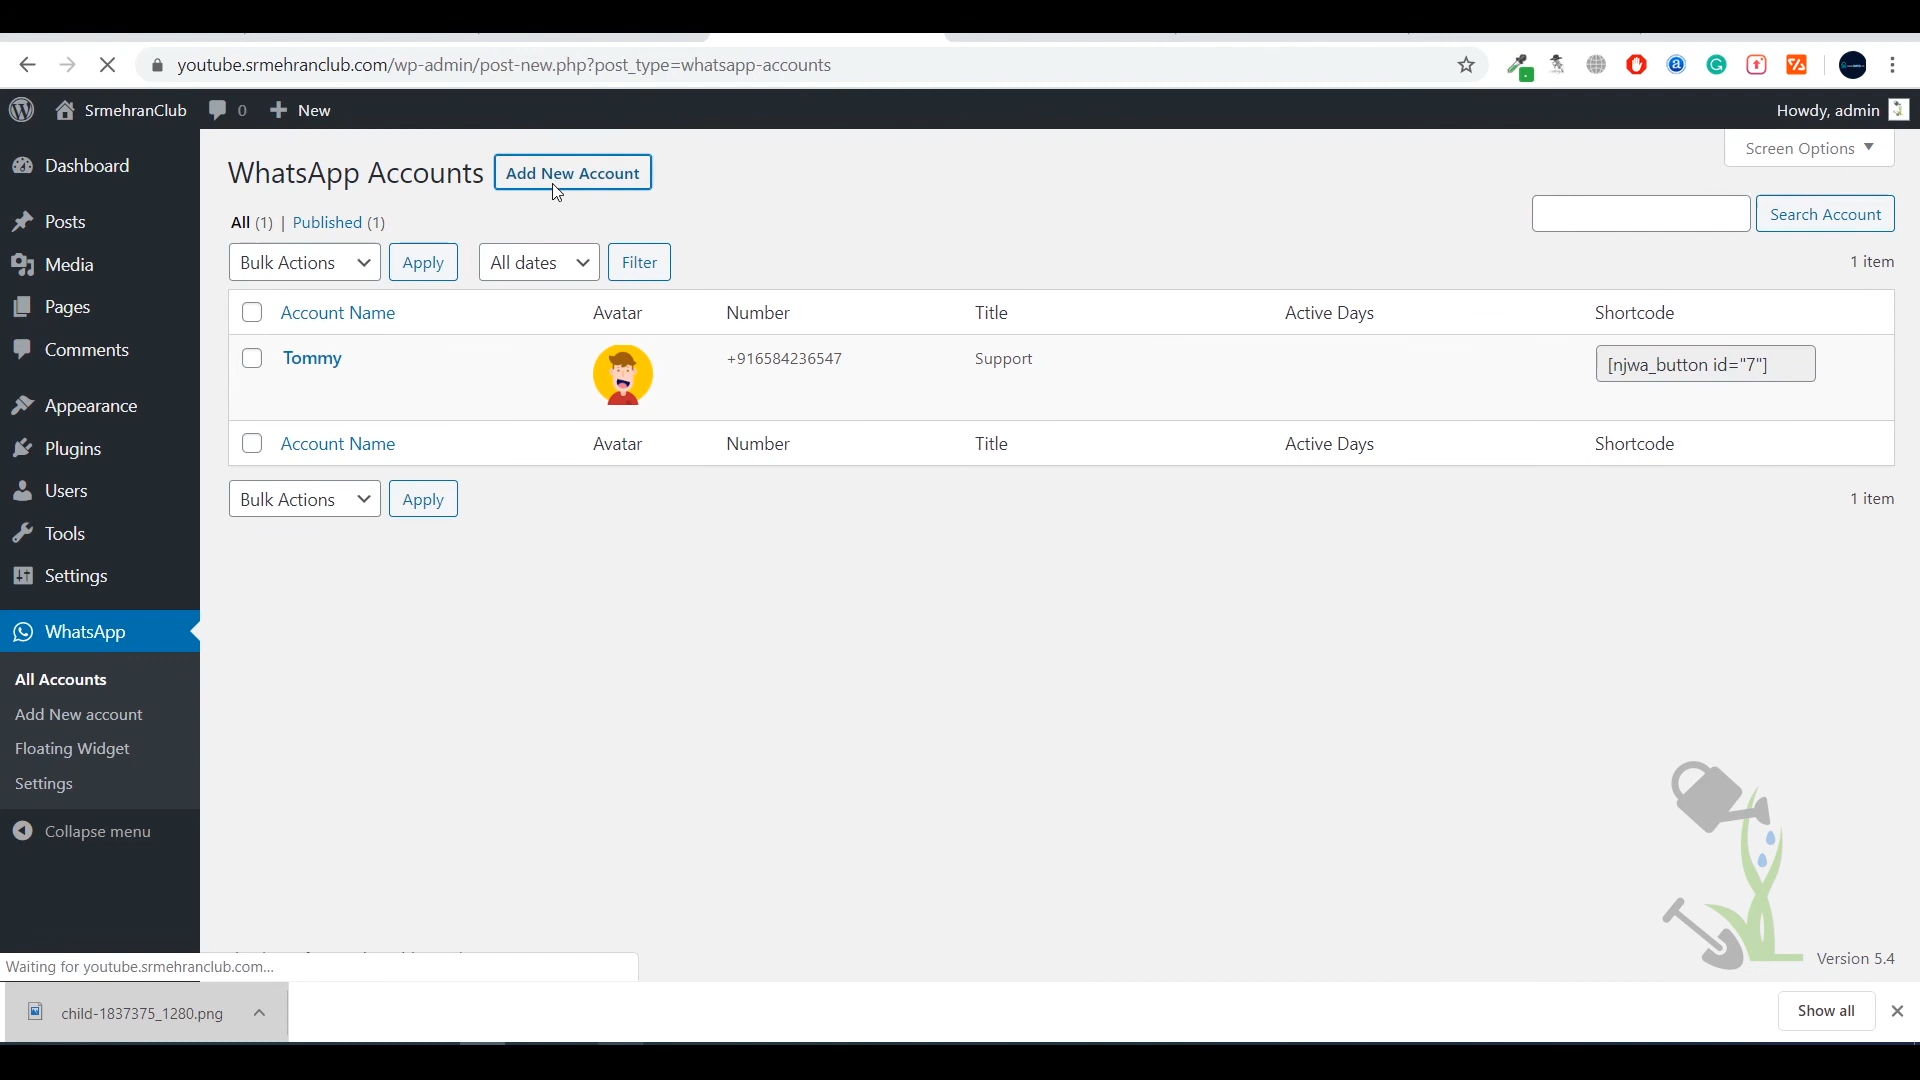 youtube.srmehranclub.com/wp-admin/post-new.php?post_type=whatsapp-accounts
SrmehranClub 0 New Howdy, admin
Screen Options
Dashboard
Posts
Media
Pages
Comments
Appearance
Plugins
Users
Tools
Settings
WhatsApp
All Accounts
Add New account
Floating Widget
Settings
Collapse menu
WhatsApp Accounts Add New Account
All (1) | Published (1)
Search Account
Bulk Actions Apply All dates Filter 1 item
Account Name Avatar Number Title Active Days Shortcode
Tommy +916584236547 Support [njwa_button id="7"]
Account Name Avatar Number Title Active Days Shortcode
Bulk Actions Apply 1 item
Version 5.4
Waiting for youtube.srmehranclub.com...
child-1837375_1280.png Show all